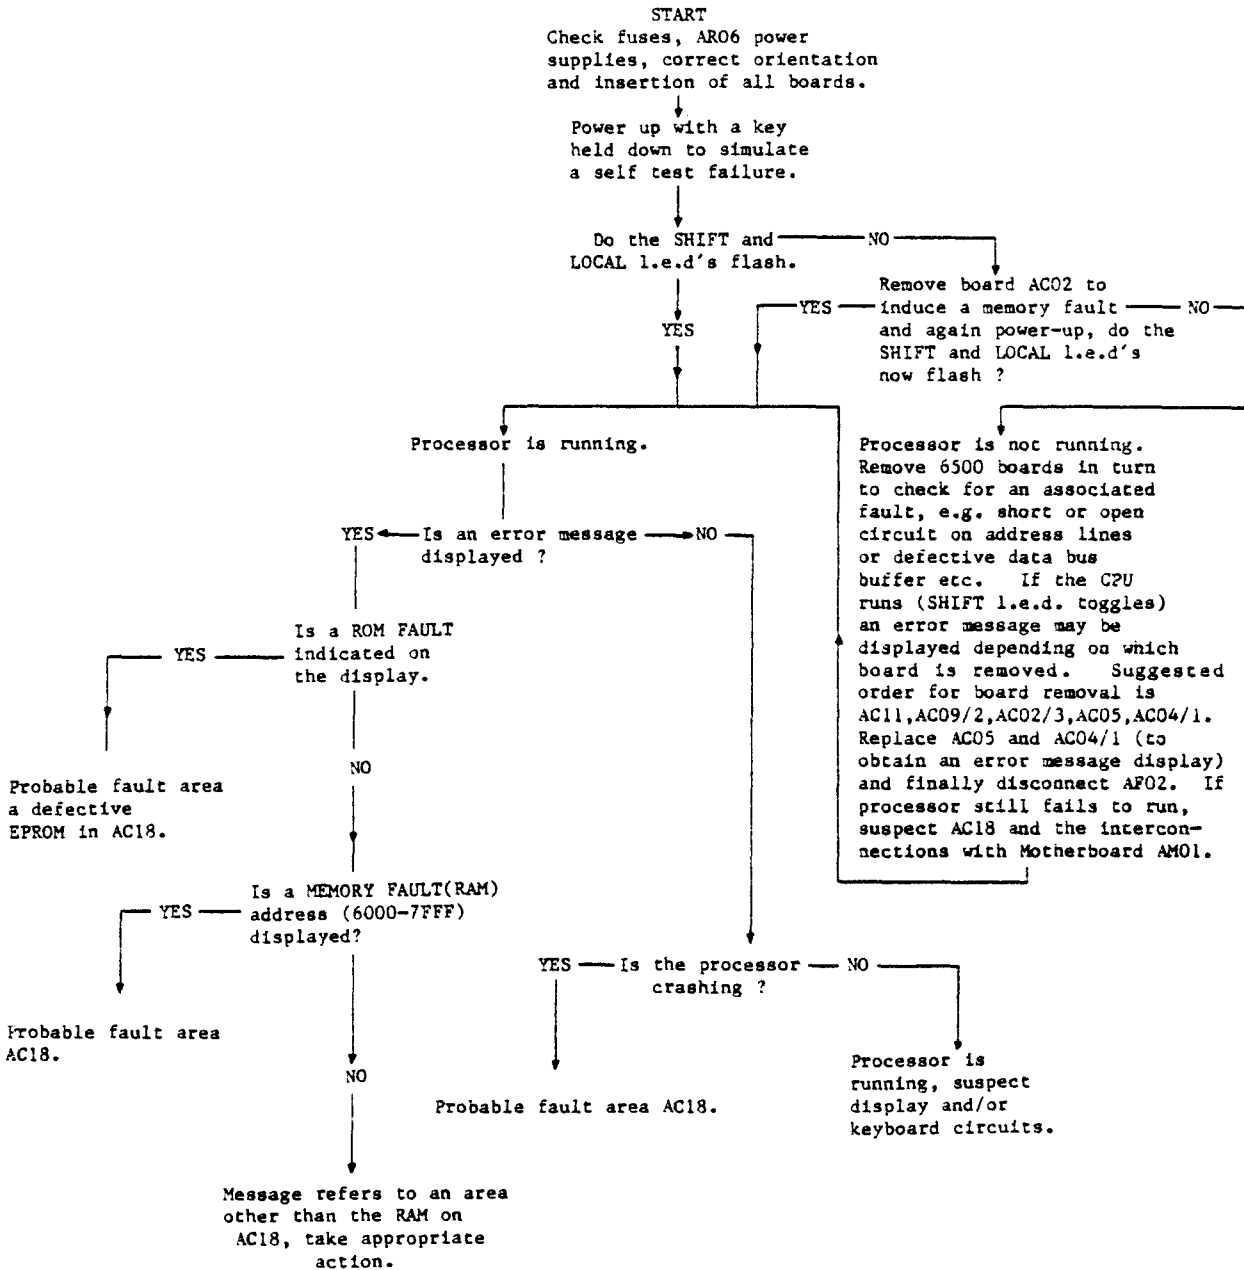 START
Check fuses, AR06 power
supplies, correct orientation
and insertion of all boards.
Power up with a key
held down to simulate
a self test failure.
Do the SHIFT and
LOCAL l.e.d's flash.
NO
YES
Remove board AC02 to
induce a memory fault
and again power-up, do the
SHIFT and LOCAL l.e.d's
now flash ?
YES
NO
Processor is running.
Processor is not running.
Remove 6500 boards in turn
to check for an associated
fault, e.g. short or open
circuit on address lines
or defective data bus
buffer etc. If the CPU
runs (SHIFT l.e.d. toggles)
an error message may be
displayed depending on which
board is removed. Suggested
order for board removal is
AC11,AC09/2,AC02/3,AC05,AC04/1.
Replace AC05 and AC04/1 (to
obtain an error message display)
and finally disconnect AF02. If
processor still fails to run,
suspect AC18 and the intercon-
nections with Motherboard AM01.
Is an error message
displayed ?
YES
NO
Is a ROM FAULT
indicated on
the display.
YES
NO
Probable fault area
a defective
EPROM in AC18.
Is a MEMORY FAULT(RAM)
address (6000-7FFF)
displayed?
YES
NO
Probable fault area
AC18.
Is the processor
crashing ?
YES
NO
Probable fault area AC18.
Processor is
running, suspect
display and/or
keyboard circuits.
Message refers to an area
other than the RAM on
AC18, take appropriate
action.